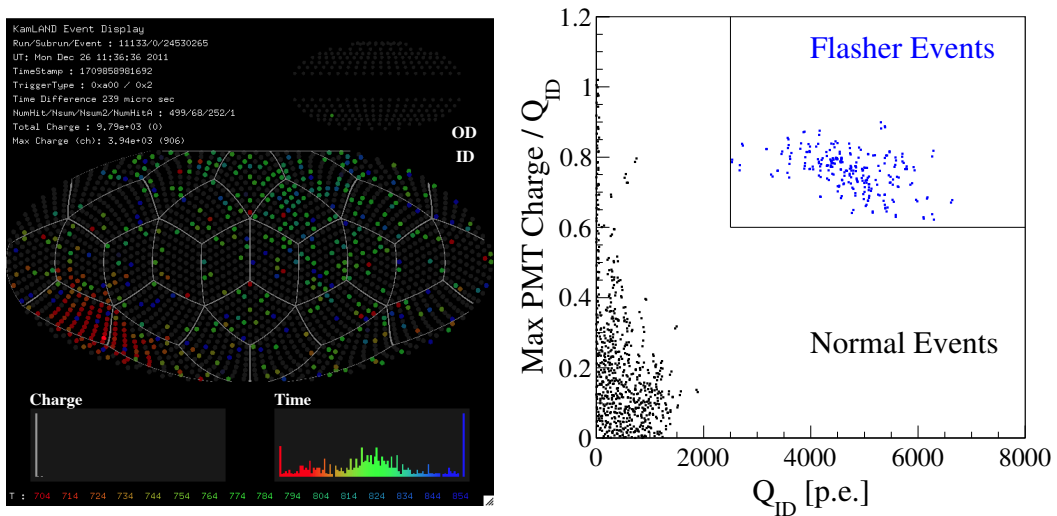 KamLAND Event Display
Run/Subrun/Event : 11133/0/24530265
UT: Mon Dec 26 11:36:36 2011
TimeStamp : 1709858981692
TriggerType : 0xa00 / 0x2
Time Difference 239 micro sec
NumHit/Nsum/Nsum2/NumHitA : 499/68/252/1
Total Charge : 9.79e+03 (0)
Max Charge (ch): 3.94e+03 (906)
OD
ID
Charge
Time
T : 704 714 724 734 744 754 764 774 784 794 804 814 824 834 844 854
Max PMT Charge / Q_ID
1.2
1
0.8
0.6
0.4
0.2
0
Flasher Events
Normal Events
0 2000 4000 6000 8000
Q_ID [p.e.]